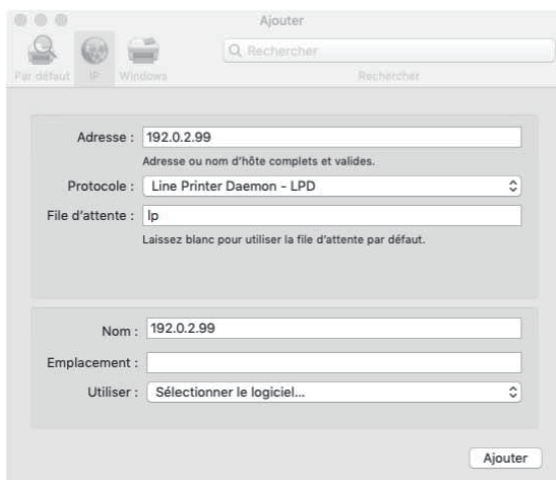 Ajouter
Rechercher
Par défaut IP Windows Rechercher
Adresse : 192.0.2.99
Adresse ou nom d'hôte complets et valides.
Protocole : Line Printer Daemon - LPD
File d'attente : lp
Laissez blanc pour utiliser la file d'attente par défaut.
Nom : 192.0.2.99
Emplacement :
Utiliser : Sélectionner le logiciel...
Ajouter